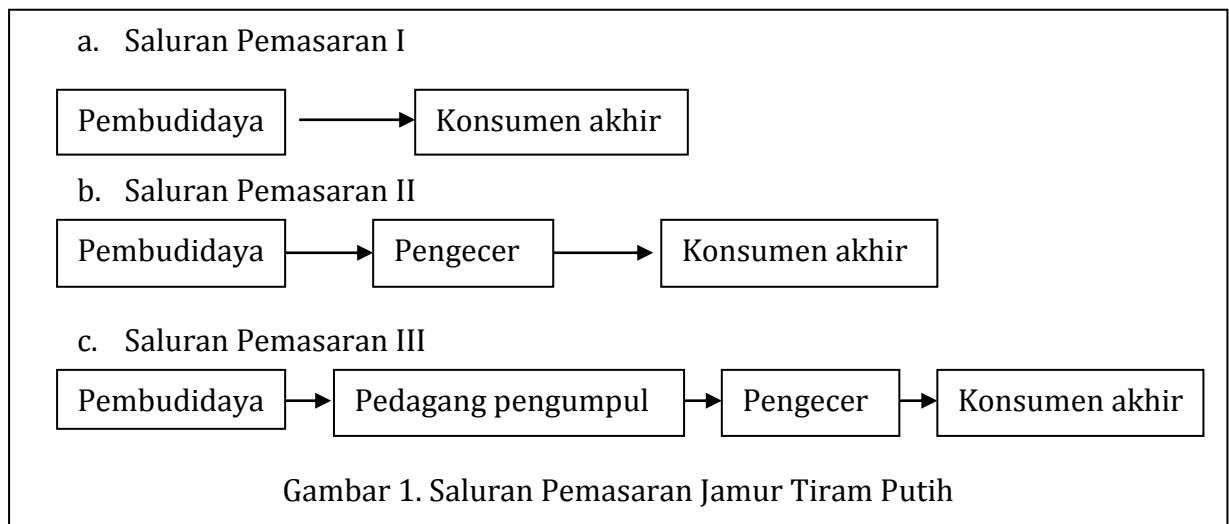 a. Saluran Pemasaran I
Pembudidaya Konsumen akhir
b. Saluran Pemasaran II
Pembudidaya Pengecer Konsumen akhir
c. Saluran Pemasaran III
Pembudidaya Pedagang pengumpul Pengecer Konsumen akhir
Gambar 1. Saluran Pemasaran Jamur Tiram Putih